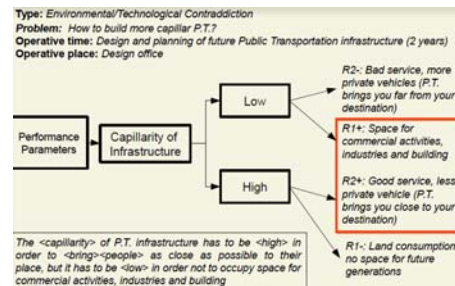 Type: Environmental/Technological Contraddiction
Problem: How to build more capillar P.T.?
Operative time: Design and planning of future Public Transportation infrastructure (2 years)
Operative place: Design office
Performance
Parameters
Capillarity of
Infrastructure
Low
High
R2-: Bad service, more
private vehicles (P.T.
brings you far from your
destination)
R1+: Space for
commercial activities,
industries and building
R2+: Good service, less
private vehicle (P.T.
brings you close to your
destination)
R1-: Land consumption
no space for future
generations
The <capillarity> of P.T. infrastructure has to be <high> in
order to <bring><people> as close as possible to their
place, but it has to be <low> in order not to occupy space for
commercial activities, industries and building